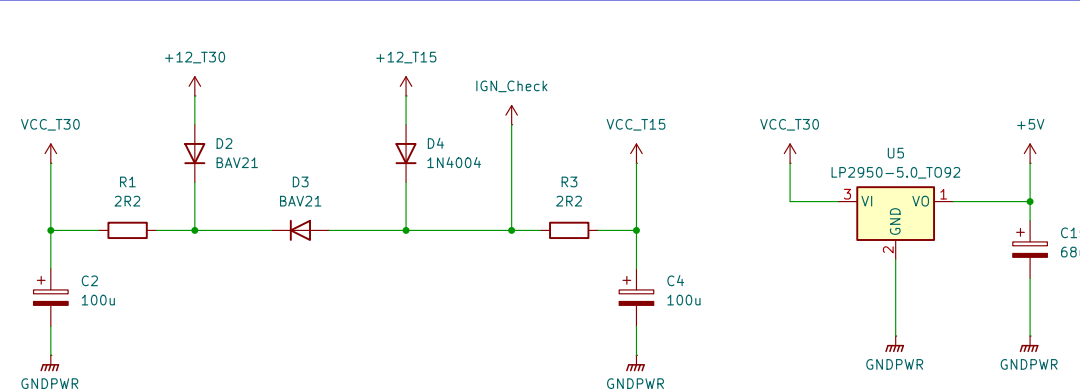 +12_T30
+12_T15
IGN_Check
VCC_T30
VCC_T15
VCC_T30
+5V
D2
BAV21
D4
1N4004
U5
LP2950-5.0_TO92
R1
2R2
D3
BAV21
R3
2R2
3
VI
VO
1
GND
2
+
C2
100u
+
C4
100u
+
GNDPWR
GNDPWR
GNDPWR
GNDPWR